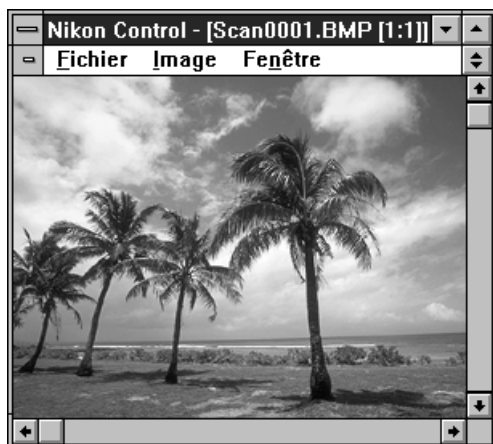 Nikon Control - [Scan0001.BMP [1:1]]
Fichier Image Fenêtre